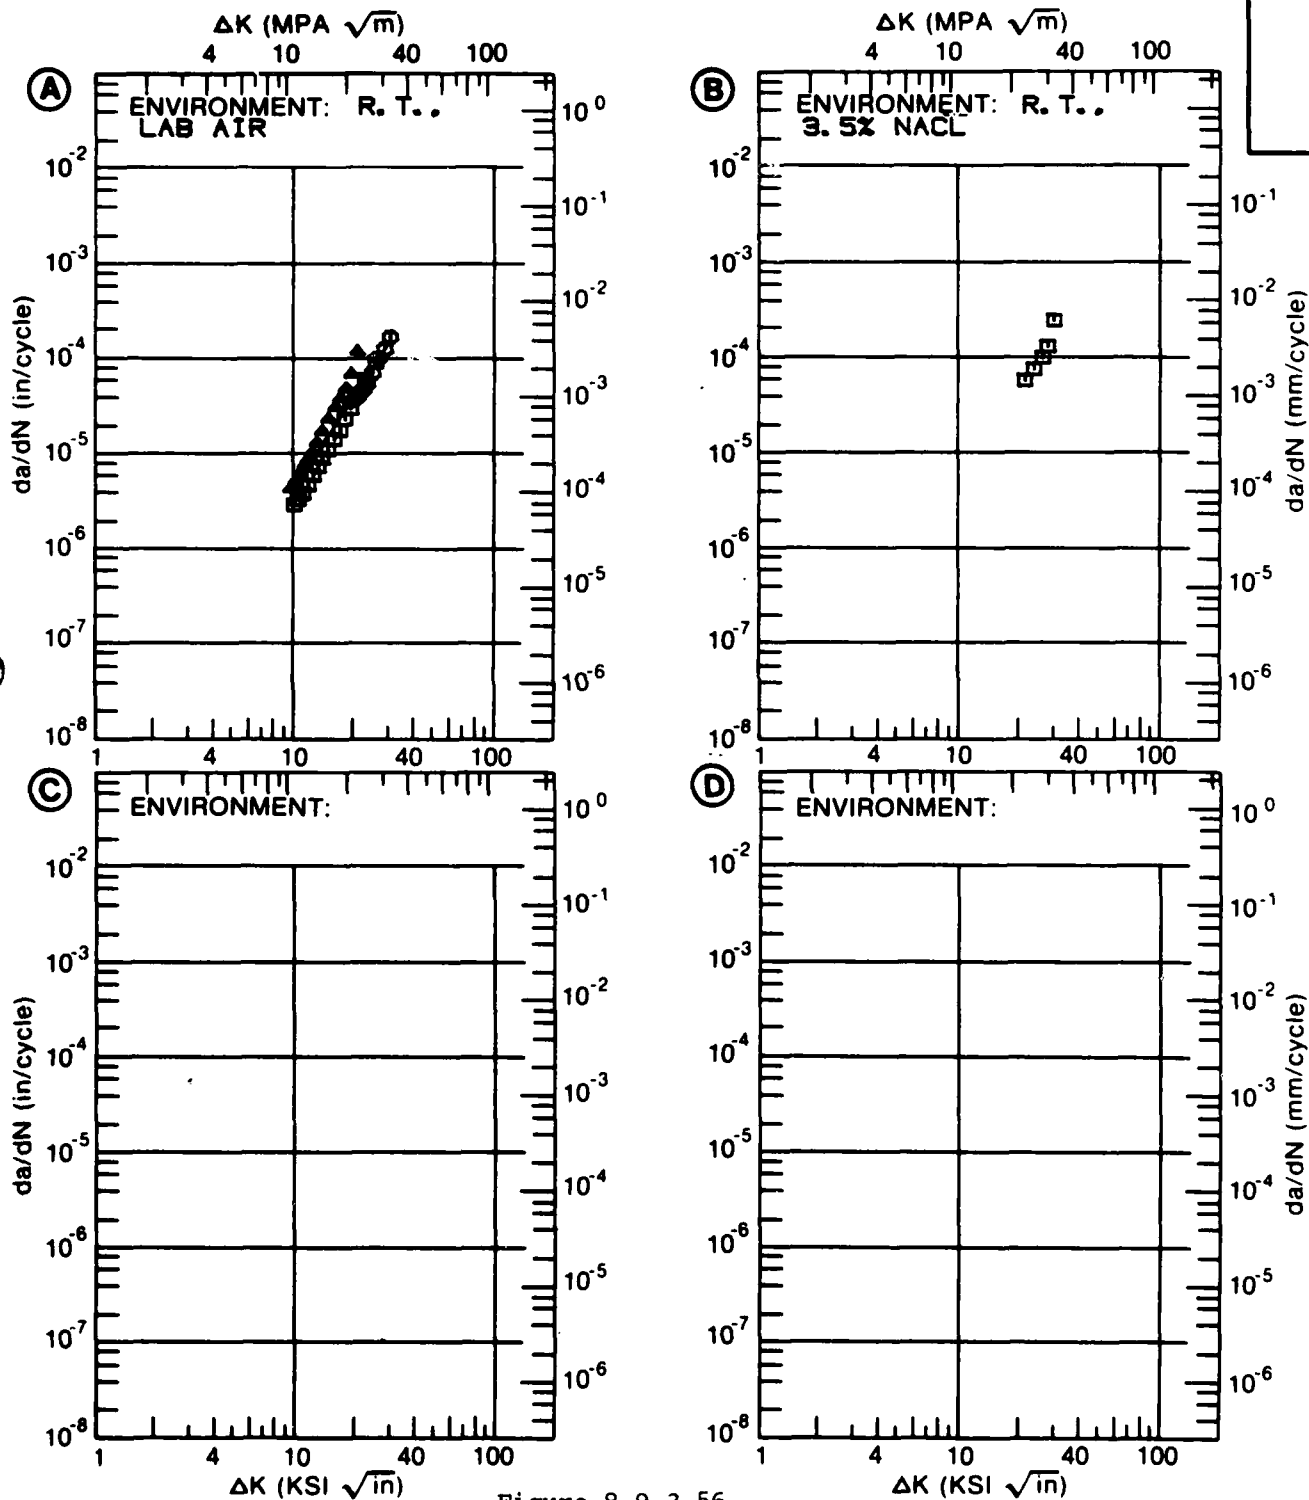 ΔK (MPA √m)
4 10 40 100
A
ENVIRONMENT: R. T. ,
LAB AIR
10^-2
10^-3
10^-4
10^-5
10^-6
10^-7
10^-8
da/dN (in/cycle)
10^0
10^-1
10^-2
10^-3
10^-4
10^-5
10^-6
1 4 10 40 100
ΔK (MPA √m)
4 10 40 100
B
ENVIRONMENT: R. T. ,
3. 5% NACL
10^-2
10^-3
10^-4
10^-5
10^-6
10^-7
10^-8
10^-1
10^-2
10^-3
10^-4
10^-5
10^-6
da/dN (mm/cycle)
1 4 10 40 100
C
ENVIRONMENT:
10^-2
10^-3
10^-4
10^-5
10^-6
10^-7
10^-8
da/dN (in/cycle)
10^0
10^-1
10^-2
10^-3
10^-4
10^-5
10^-6
1 4 10 40 100
ΔK (KSI √in)
D
ENVIRONMENT:
10^-2
10^-3
10^-4
10^-5
10^-6
10^-7
10^-8
10^0
10^-1
10^-2
10^-3
10^-4
10^-5
10^-6
da/dN (mm/cycle)
1 4 10 40 100
ΔK (KSI √in)
Figure 8.9.3.56